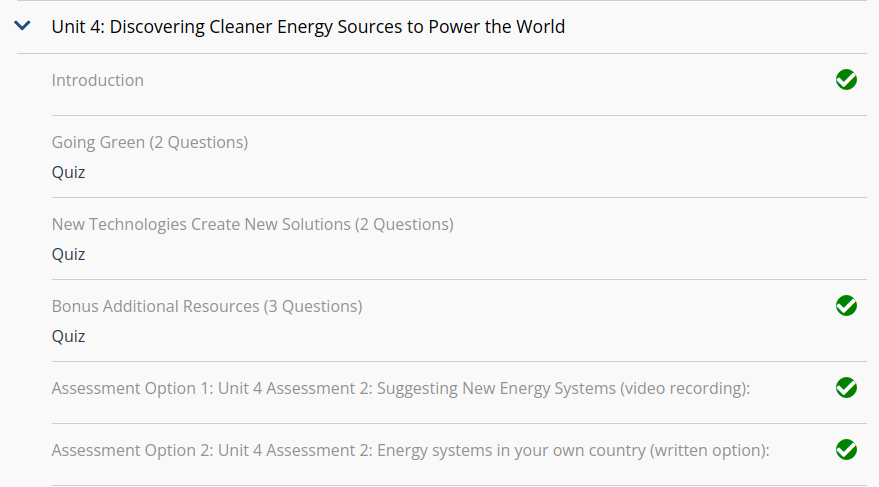 Unit 4: Discovering Cleaner Energy Sources to Power the World
Introduction
Going Green (2 Questions)
Quiz
New Technologies Create New Solutions (2 Questions)
Quiz
Bonus Additional Resources (3 Questions)
Quiz
Assessment Option 1: Unit 4 Assessment 2: Suggesting New Energy Systems (video recording):
Assessment Option 2: Unit 4 Assessment 2: Energy systems in your own country (written option):